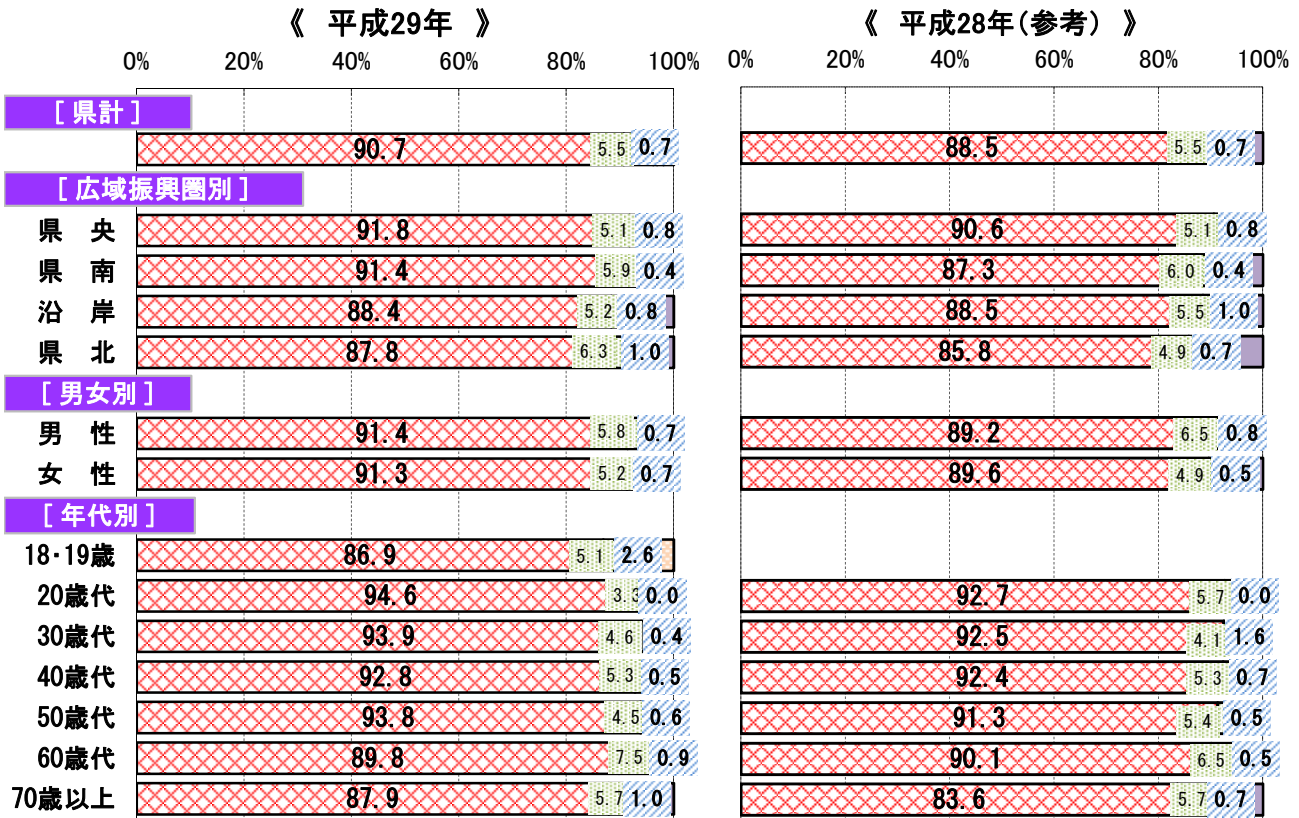 《 平成29年 》 《 平成28年(参考) 》
0% 20% 40% 60% 80% 100% 0% 20% 40% 60% 80% 100%
[ 県計 ]
90.7 5.5 0.7 88.5 5.5 0.7
[ 広域振興圏別 ]
県 央 91.8 5.1 0.8 90.6 5.1 0.8
県 南 91.4 5.9 0.4 87.3 6.0 0.4
沿 岸 88.4 5.2 0.8 88.5 5.5 1.0
県 北 87.8 6.3 1.0 85.8 4.9 0.7
[ 男女別 ]
男 性 91.4 5.8 0.7 89.2 6.5 0.8
女 性 91.3 5.2 0.7 89.6 4.9 0.5
[ 年代別 ]
18・19歳 86.9 5.1 2.6
20歳代 94.6 3.3 0.0 92.7 5.7 0.0
30歳代 93.9 4.6 0.4 92.5 4.1 1.6
40歳代 92.8 5.3 0.5 92.4 5.3 0.7
50歳代 93.8 4.5 0.6 91.3 5.4 0.5
60歳代 89.8 7.5 0.9 90.1 6.5 0.5
70歳以上 87.9 5.7 1.0 83.6 5.7 0.7